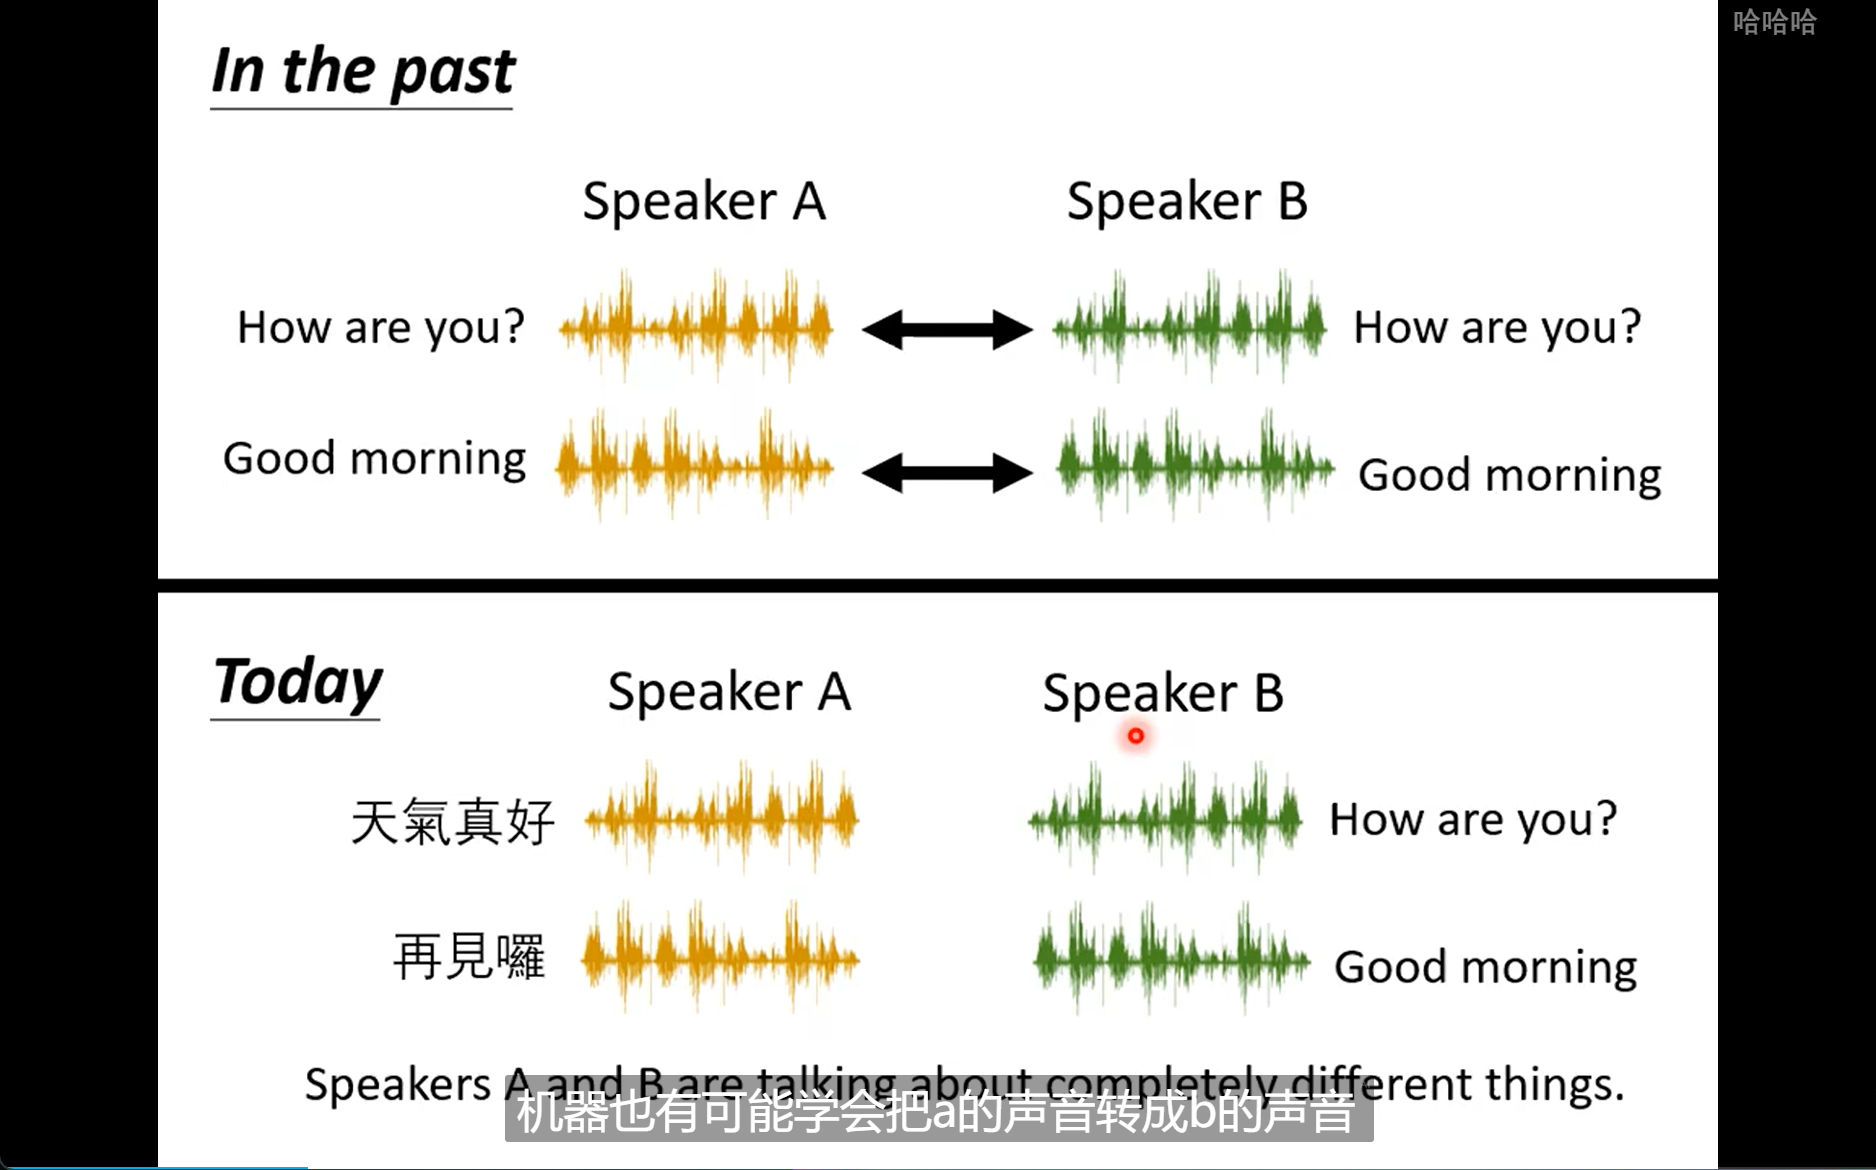 哈哈哈
In the past
Speaker A Speaker B
How are you? How are you?
Good morning Good morning
Today
Speaker A Speaker B
天氣真好 How are you?
再見囉 Good morning
Speakers A and B are talking about completely different things.
机器也有可能学会把a的声音转成b的声音